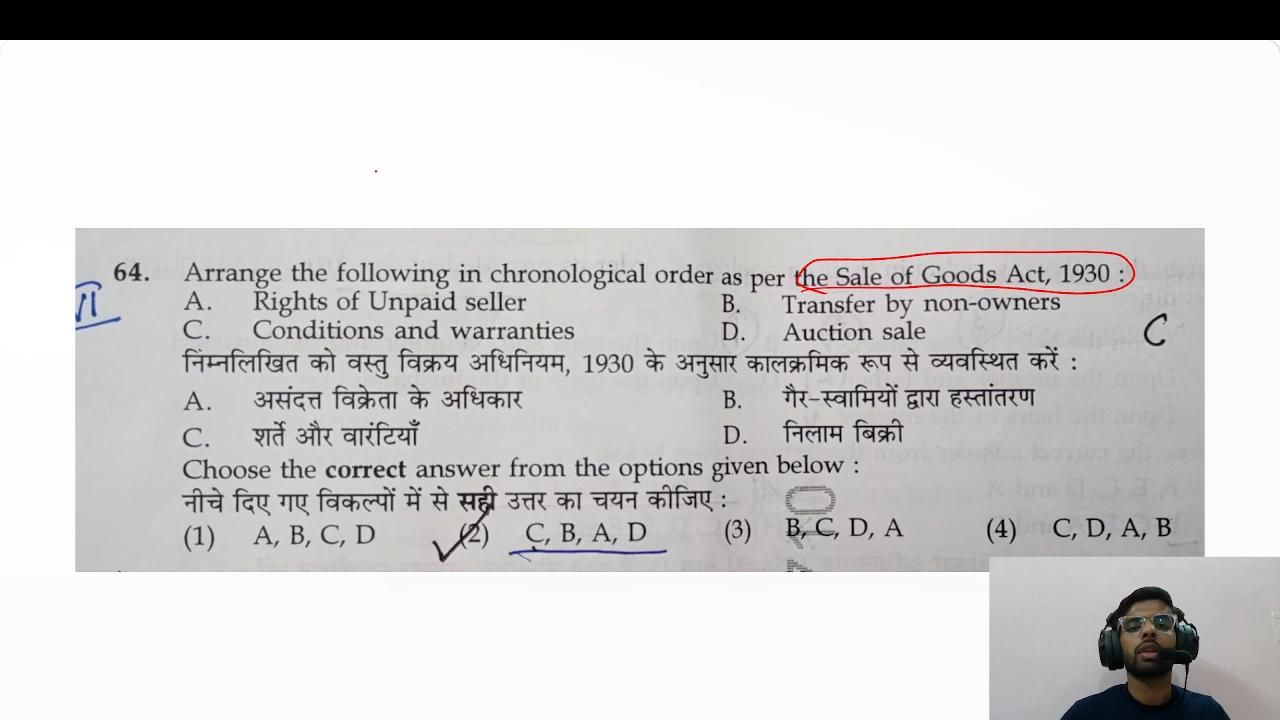 64. Arrange the following in chronological order as per the Sale of Goods Act, 1930 :
VI
A. Rights of Unpaid seller B. Transfer by non-owners
C. Conditions and warranties D. Auction sale
C
निंम्नलिखित को वस्तु विक्रय अधिनियम, 1930 के अनुसार कालक्रमिक रूप से व्यवस्थित करें :
A. असंदत्त विक्रेता के अधिकार B. गैर-स्वामियों द्वारा हस्तांतरण
C. शर्ते और वारंटियाँ D. निलाम बिक्री
Choose the correct answer from the options given below :
नीचे दिए गए विकल्पों में से सही उत्तर का चयन कीजिए :
(1) A, B, C, D (2) C, B, A, D (3) B, C, D, A (4) C, D, A, B